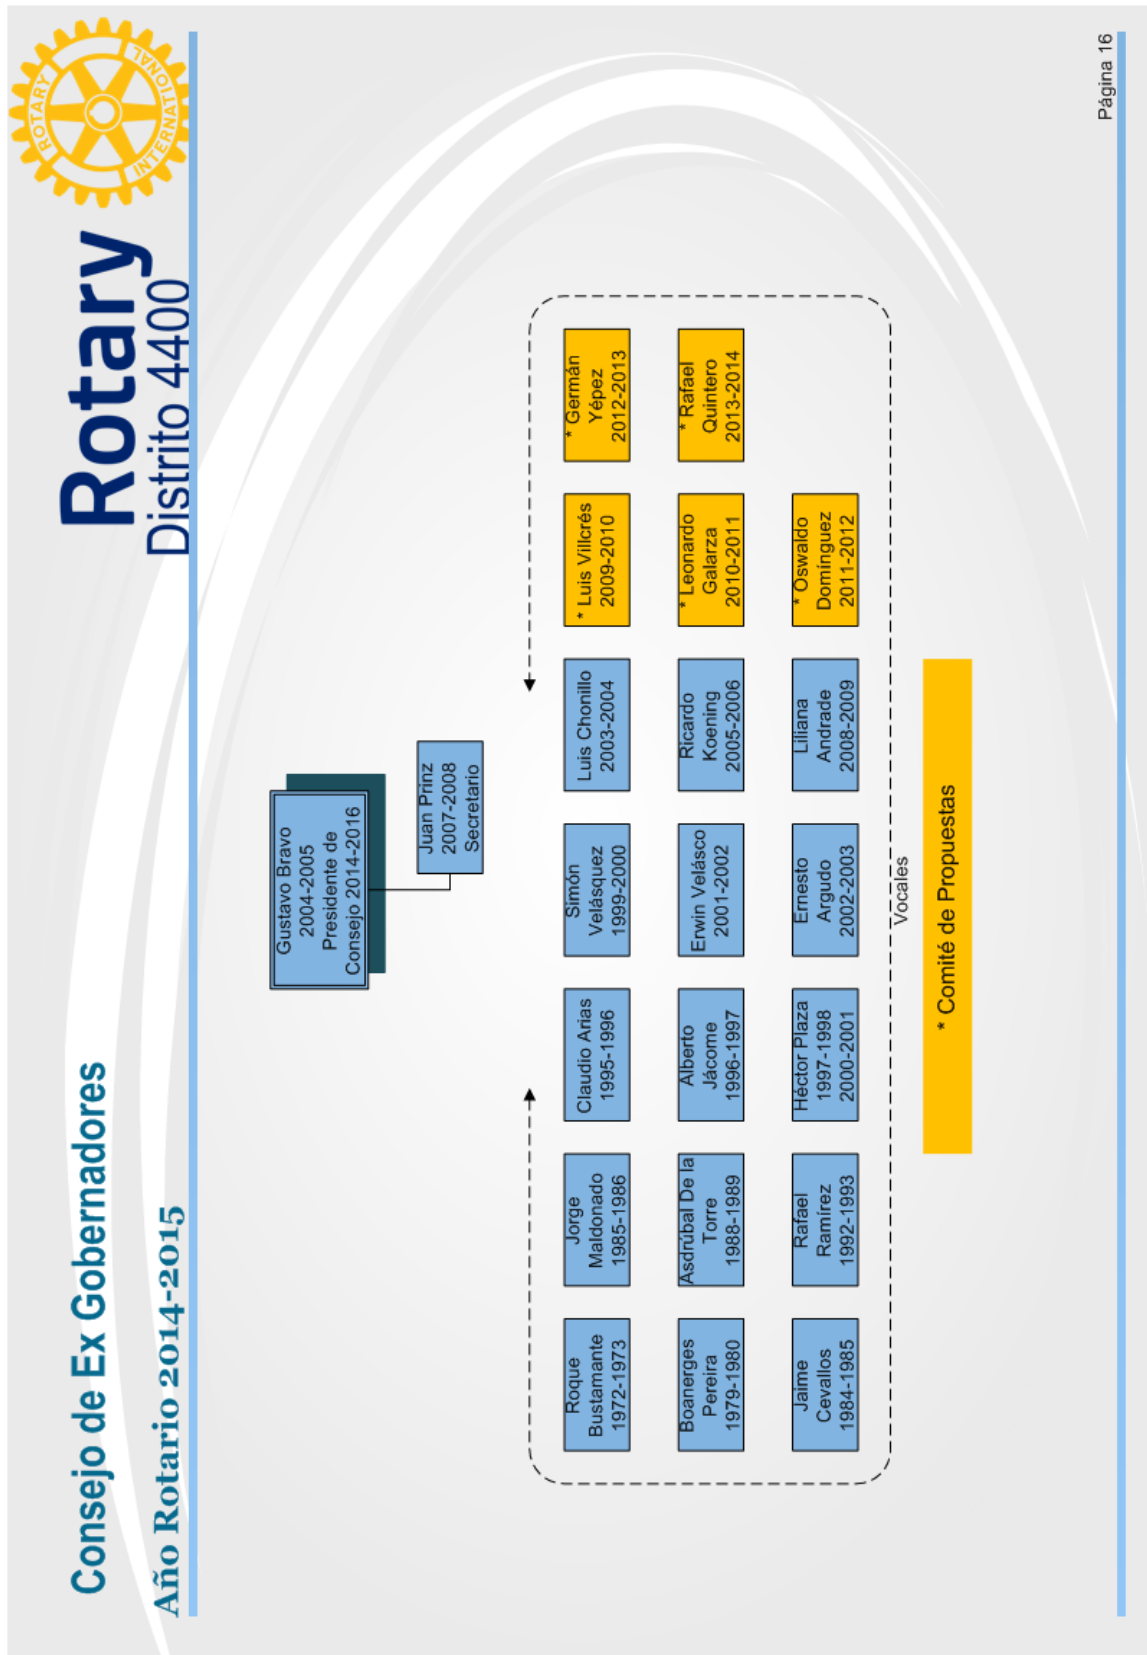 Consejo de Ex Gobernadores
Año Rotario 2014-2015
Rotary
Distrito 4400
ROTARY
INTERNATIONAL
Gustavo Bravo
2004-2005
Presidente de
Consejo 2014-2016
Juan Prinz
2007-2008
Secretario
Roque
Bustamante
1972-1973
Jorge
Maldonado
1985-1986
Claudio Arias
1995-1996
Simón
Velásquez
1999-2000
Luis Chonillo
2003-2004
* Luis Villcrés
2009-2010
* Germán
Yépez
2012-2013
Boanerges
Pereira
1979-1980
Asdrúbal De la
Torre
1988-1989
Alberto
Jácome
1996-1997
Erwin Velásco
2001-2002
Ricardo
Koening
2005-2006
* Leonardo
Galarza
2010-2011
* Rafael
Quintero
2013-2014
Jaime
Cevallos
1984-1985
Rafael
Ramírez
1992-1993
Héctor Plaza
1997-1998
2000-2001
Ernesto
Argudo
2002-2003
Liliana
Andrade
2008-2009
* Oswaldo
Domínguez
2011-2012
Vocales
* Comité de Propuestas
Página 16